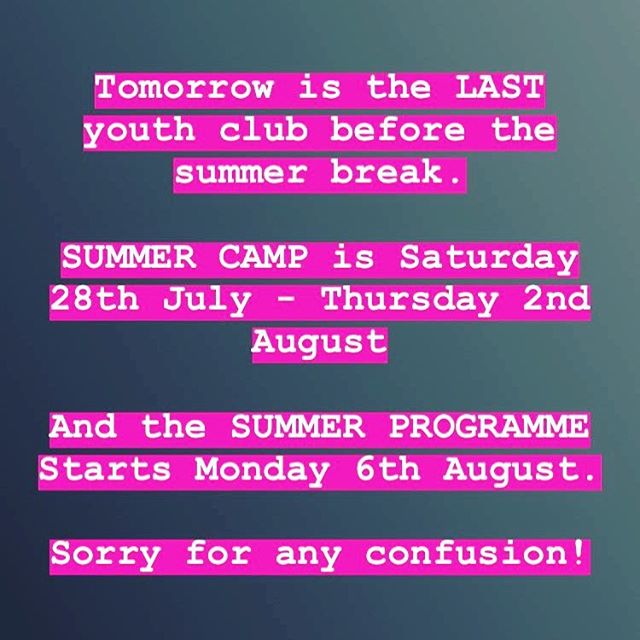 Tomorrow is the LAST
youth club before the
summer break.
SUMMER CAMP is Saturday
28th July - Thursday 2nd
August
And the SUMMER PROGRAMME
Starts Monday 6th August.
Sorry for any confusion!